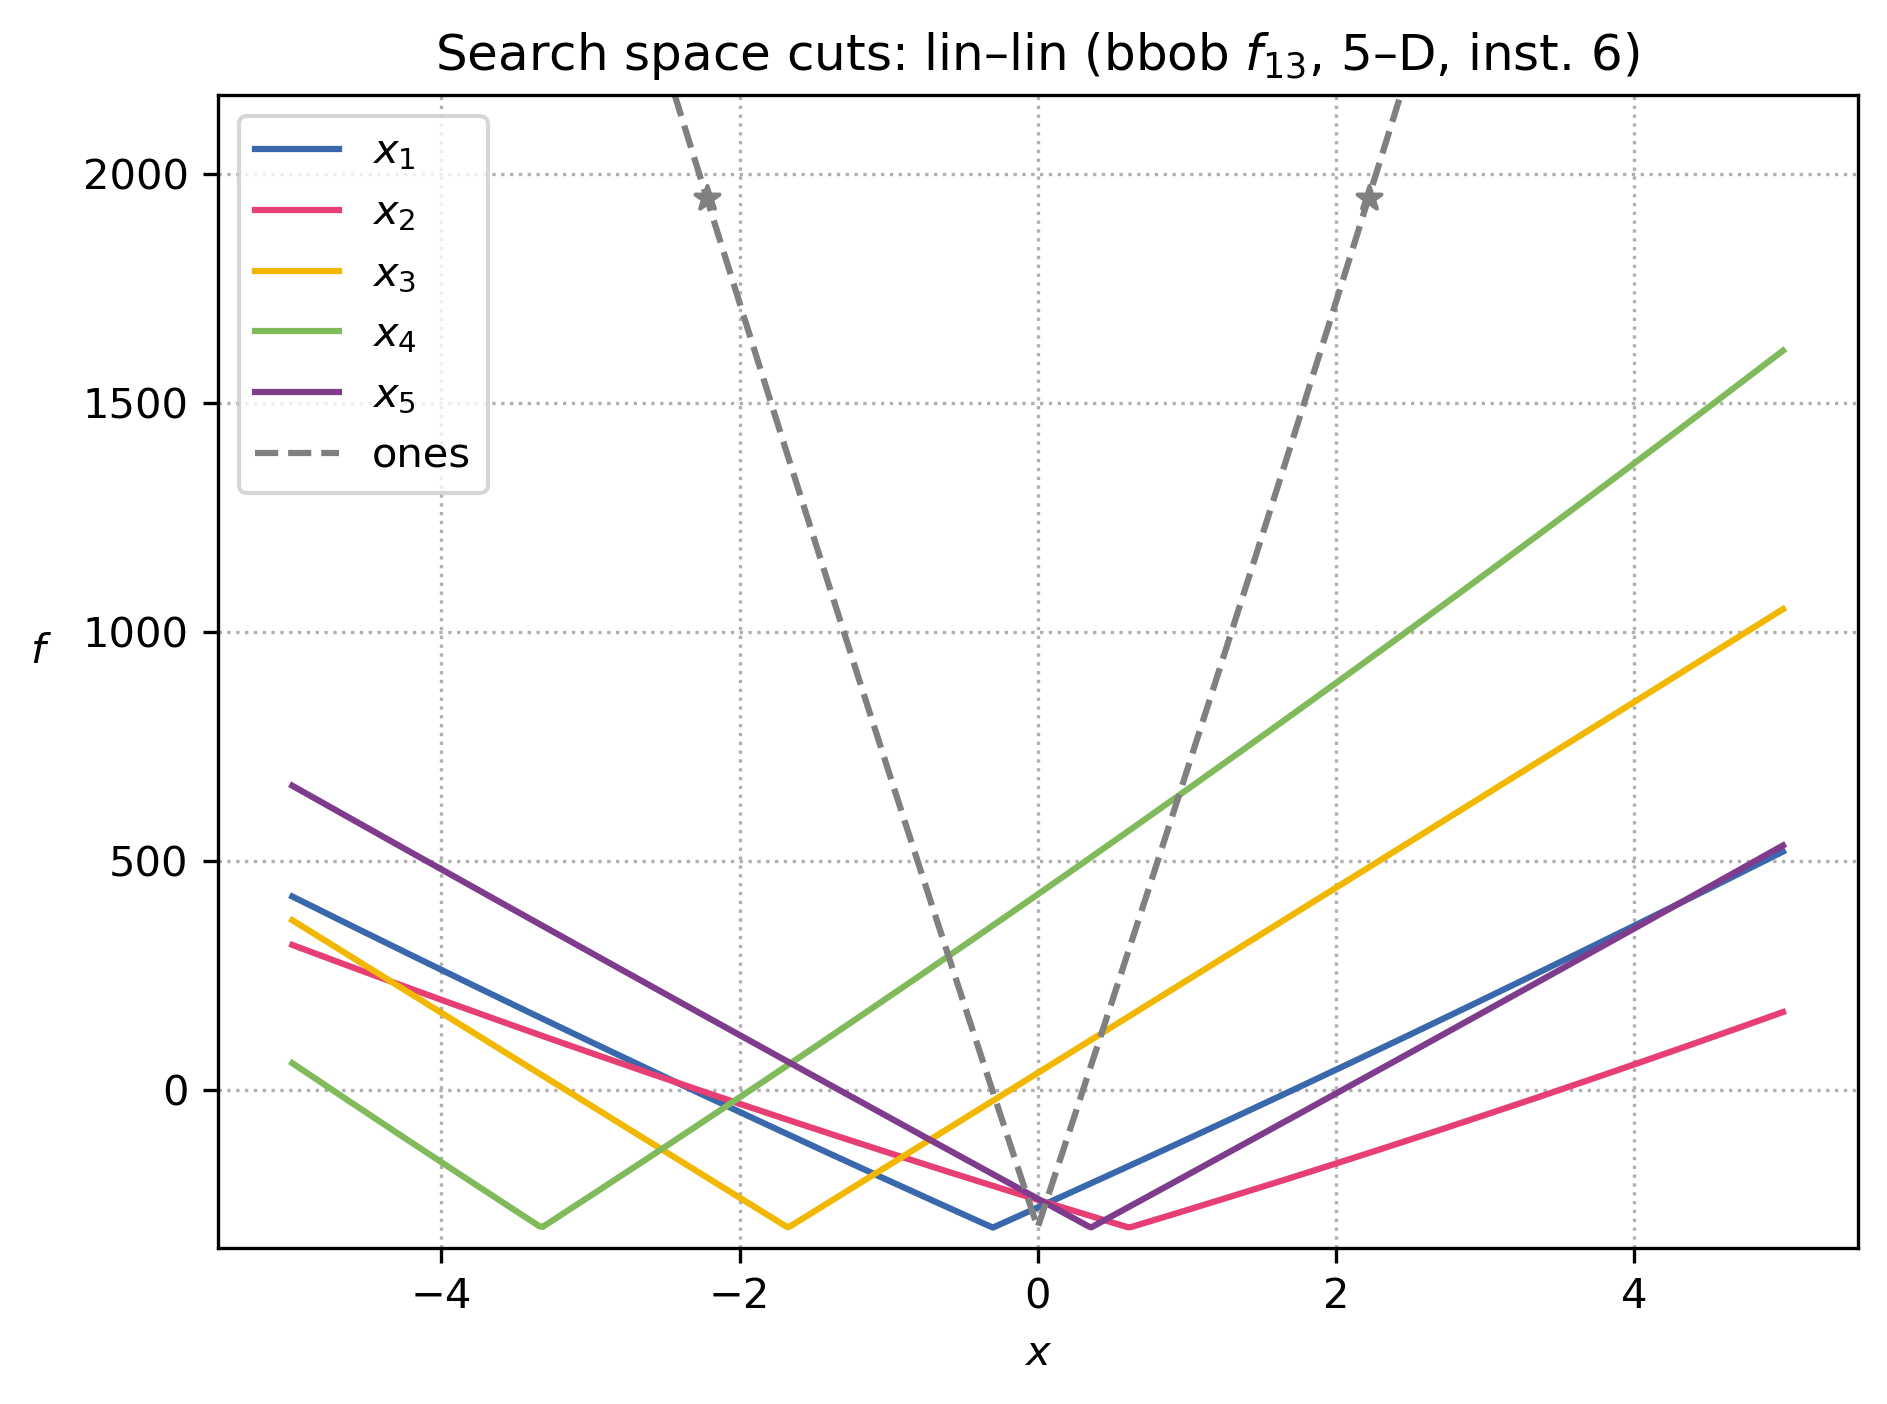 Search space cuts: lin–lin (bbob f₁₃, 5–D, inst. 6)
x₁
x₂
x₃
x₄
x₅
ones
2000
1500
1000
500
0
f
−4 −2 0 2 4
x